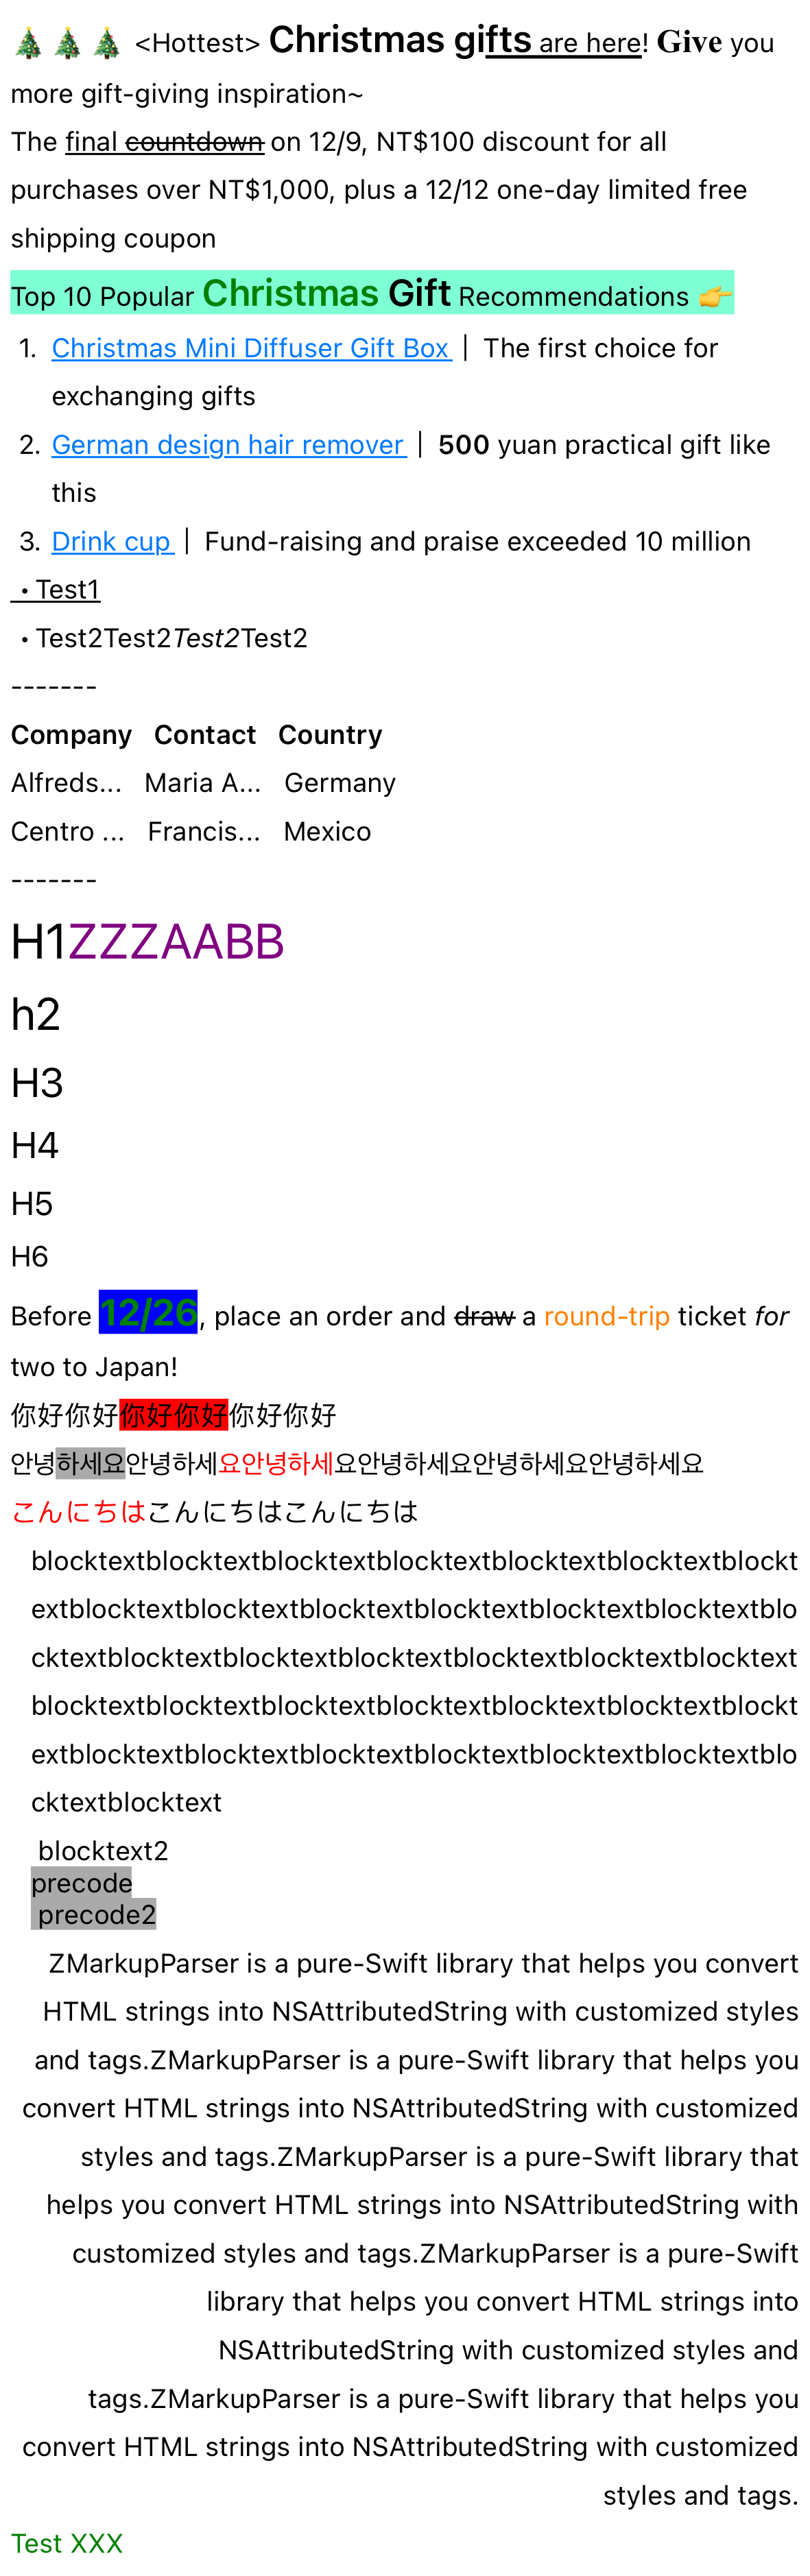 🎄🎄🎄 <Hottest> Christmas gifts are here! Give you
more gift-giving inspiration~
The final countdown on 12/9, NT$100 discount for all
purchases over NT$1,000, plus a 12/12 one-day limited free
shipping coupon
Top 10 Popular Christmas Gift Recommendations 👉
1. Christmas Mini Diffuser Gift Box｜The first choice for
exchanging gifts
2. German design hair remover｜500 yuan practical gift like
this
3. Drink cup｜Fund-raising and praise exceeded 10 million
• Test1
• Test2Test2Test2Test2
-------
Company Contact Country
Alfreds... Maria A... Germany
Centro ... Francis... Mexico
-------
H1ZZZAABB
h2
H3
H4
H5
H6
Before 12/26, place an order and draw a round-trip ticket for
two to Japan!
你好你好你好你好你好你好
안녕하세요안녕하세요안녕하세요안녕하세요안녕하세요안녕하세요
こんにちはこんにちはこんにちは
blocktextblocktextblocktextblocktextblocktextblocktextblockt
extblocktextblocktextblocktextblocktextblocktextblocktextblo
cktextblocktextblocktextblocktextblocktextblocktextblocktext
blocktextblocktextblocktextblocktextblocktextblocktextblockt
extblocktextblocktextblocktextblocktextblocktextblocktextblo
cktextblocktext
blocktext2
precode
precode2
ZMarkupParser is a pure-Swift library that helps you convert
HTML strings into NSAttributedString with customized styles
and tags.ZMarkupParser is a pure-Swift library that helps you
convert HTML strings into NSAttributedString with customized
styles and tags.ZMarkupParser is a pure-Swift library that
helps you convert HTML strings into NSAttributedString with
customized styles and tags.ZMarkupParser is a pure-Swift
library that helps you convert HTML strings into
NSAttributedString with customized styles and
tags.ZMarkupParser is a pure-Swift library that helps you
convert HTML strings into NSAttributedString with customized
styles and tags.
Test XXX